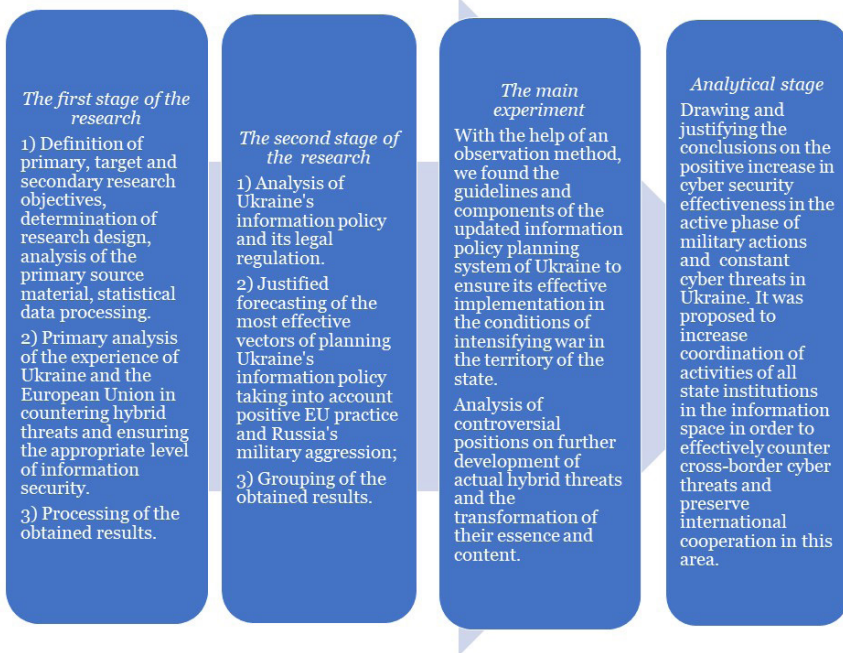 The first stage of the
research
1) Definition of
primary, target and
secondary research
objectives,
determination of
research design,
analysis of the
primary source
material, statistical
data processing.
2) Primary analysis
of the experience of
Ukraine and the
European Union in
countering hybrid
threats and ensuring
the appropriate level
of information
security.
3) Processing of the
obtained results.
The second stage of
the research
1) Analysis of
Ukraine's
information policy
and its legal
regulation.
2) Justified
forecasting of the
most effective
vectors of planning
Ukraine's
information policy
taking into account
positive EU practice
and Russia's
military aggression;
3) Grouping of the
obtained results.
The main
experiment
With the help of an
observation method,
we found the
guidelines and
components of the
updated information
policy planning
system of Ukraine to
ensure its effective
implementation in
the conditions of
intensifying war in
the territory of the
state.
Analysis of
controversial
positions on further
development of
actual hybrid threats
and the
transformation of
their essence and
content.
Analytical stage
Drawing and
justifying the
conclusions on the
positive increase in
cyber security
effectiveness in the
active phase of
military actions
and constant
cyber threats in
Ukraine. It was
proposed to
increase
coordination of
activities of all
state institutions
in the information
space in order to
effectively counter
cross-border cyber
threats and
preserve
international
cooperation in this
area.